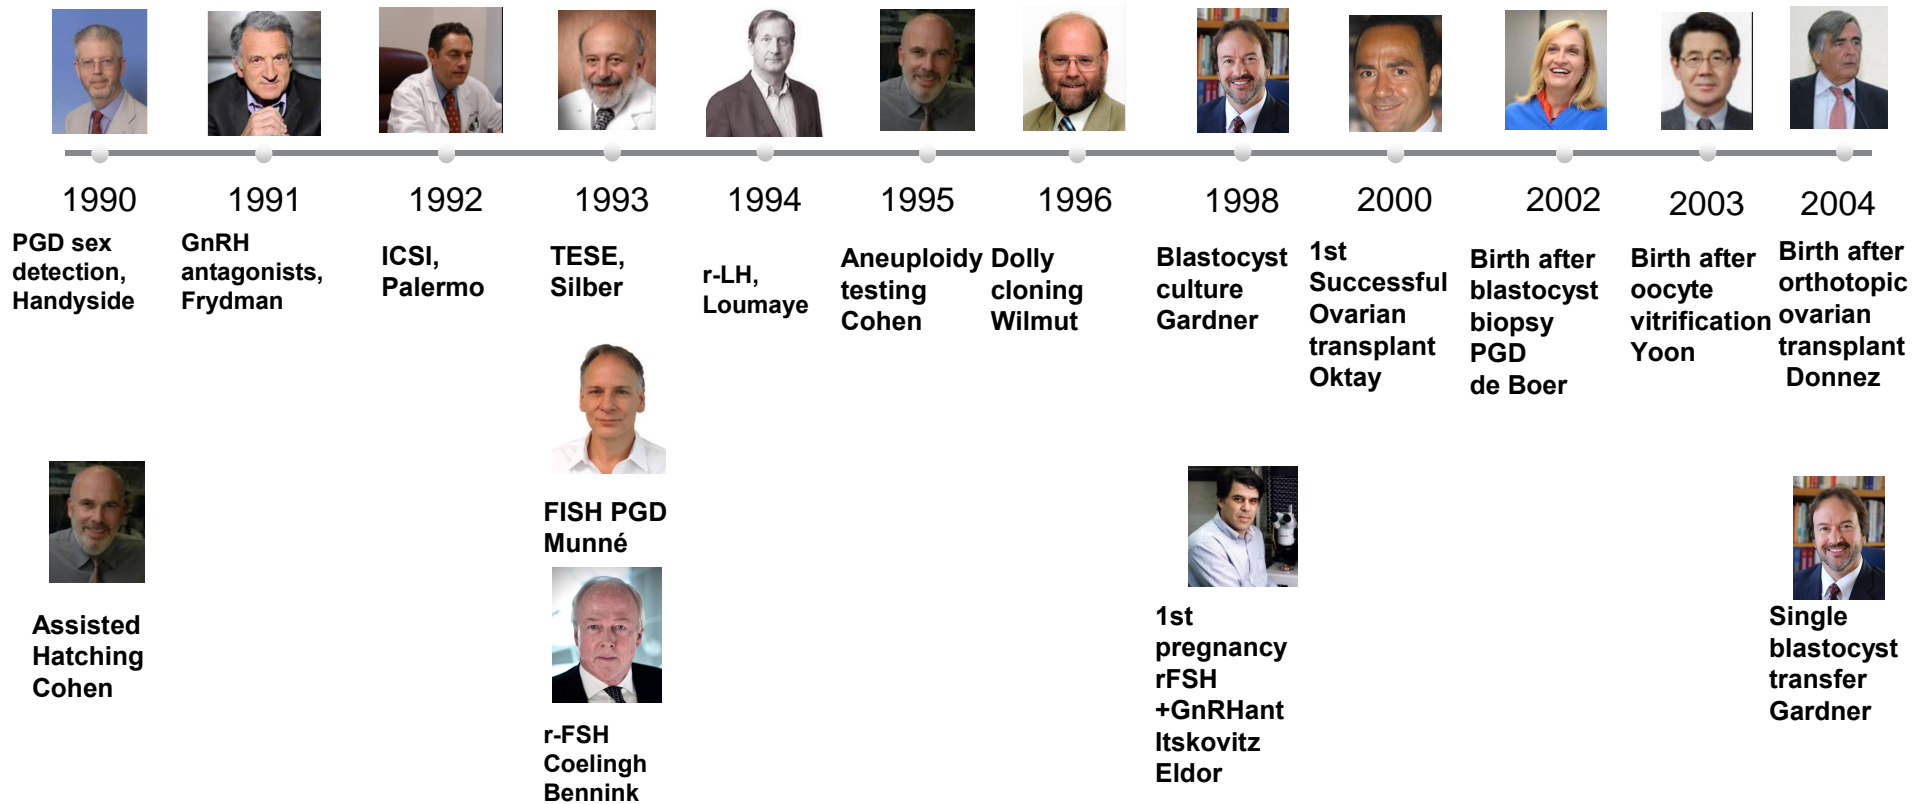 1990
PGD sex
detection,
Handyside
1991
GnRH
antagonists,
Frydman
1992
ICSI,
Palermo
1993
TESE,
Silber
1994
r-LH,
Loumaye
1995
Aneuploidy
testing
Cohen
1996
Dolly
cloning
Wilmut
1998
Blastocyst
culture
Gardner
2000
1st
Successful
Ovarian
transplant
Oktay
2002
Birth after
blastocyst
biopsy
PGD
de Boer
2003
Birth after
oocyte
vitrification
Yoon
2004
Birth after
orthotopic
ovarian
transplant
Donnez
Assisted
Hatching
Cohen
FISH PGD
Munné
r-FSH
Coelingh
Bennink
1st
pregnancy
rFSH
+GnRHant
Itskovitz
Eldor
Single
blastocyst
transfer
Gardner